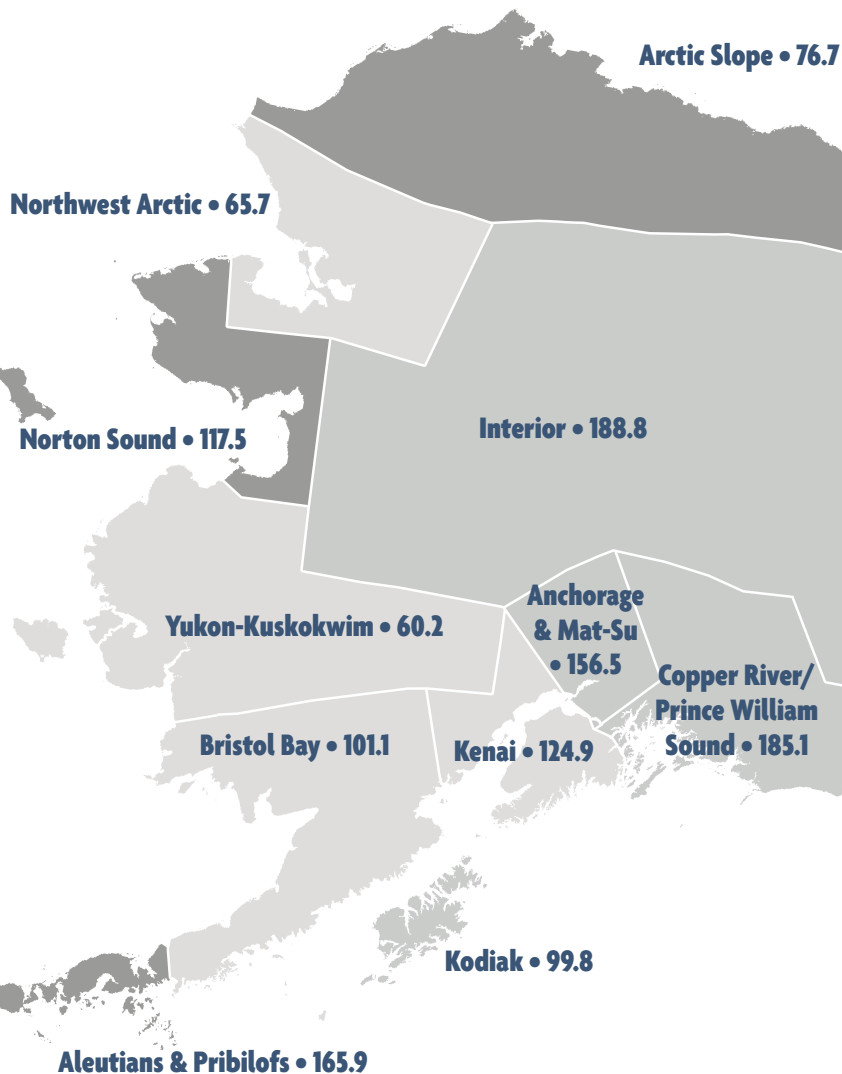 Arctic Slope • 76.7
Northwest Arctic • 65.7
Interior • 188.8
Norton Sound • 117.5
Anchorage
& Mat-Su
• 156.5
Yukon-Kuskokwim • 60.2
Copper River/
Prince William
Sound • 185.1
Bristol Bay • 101.1
Kenai • 124.9
Kodiak • 99.8
Aleutians & Pribilofs • 165.9